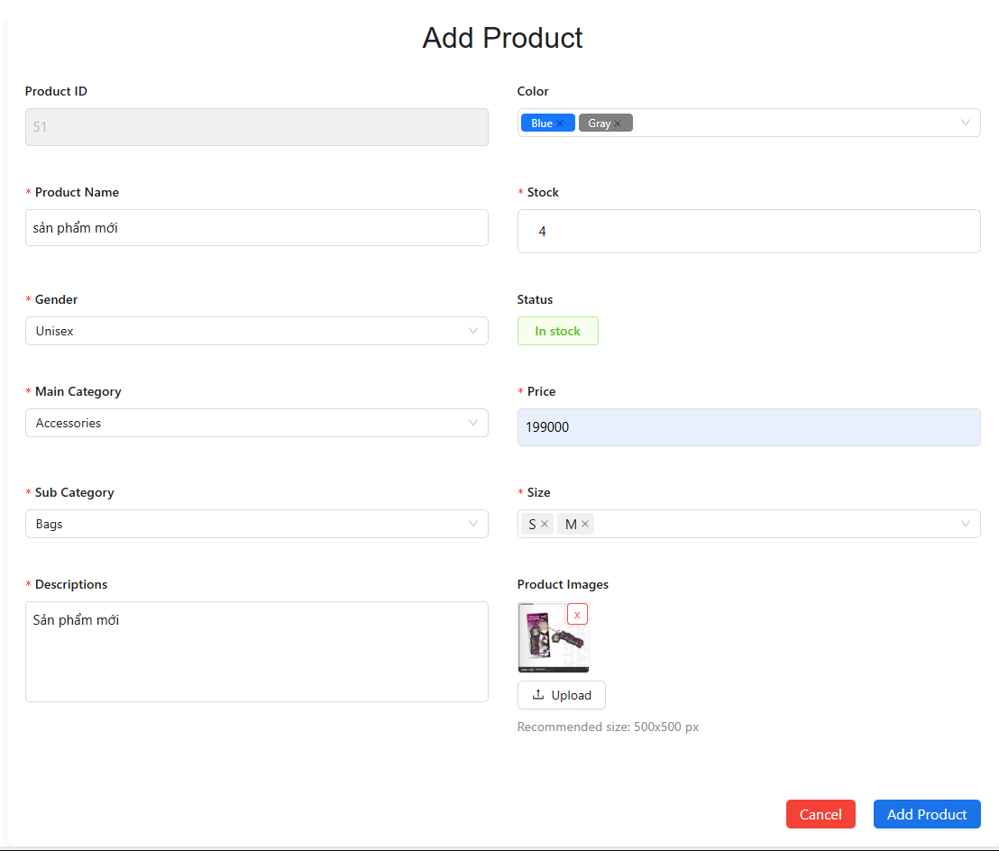 Add Product
Product ID
51
Color
Blue ×
Gray ×
* Product Name
sản phẩm mới
* Stock
4
* Gender
Unisex
Status
In stock
* Main Category
Accessories
* Price
199000
* Sub Category
Bags
* Size
S ×
M ×
* Descriptions
Sản phẩm mới
Product Images
x
Upload
Recommended size: 500x500 px
Cancel
Add Product